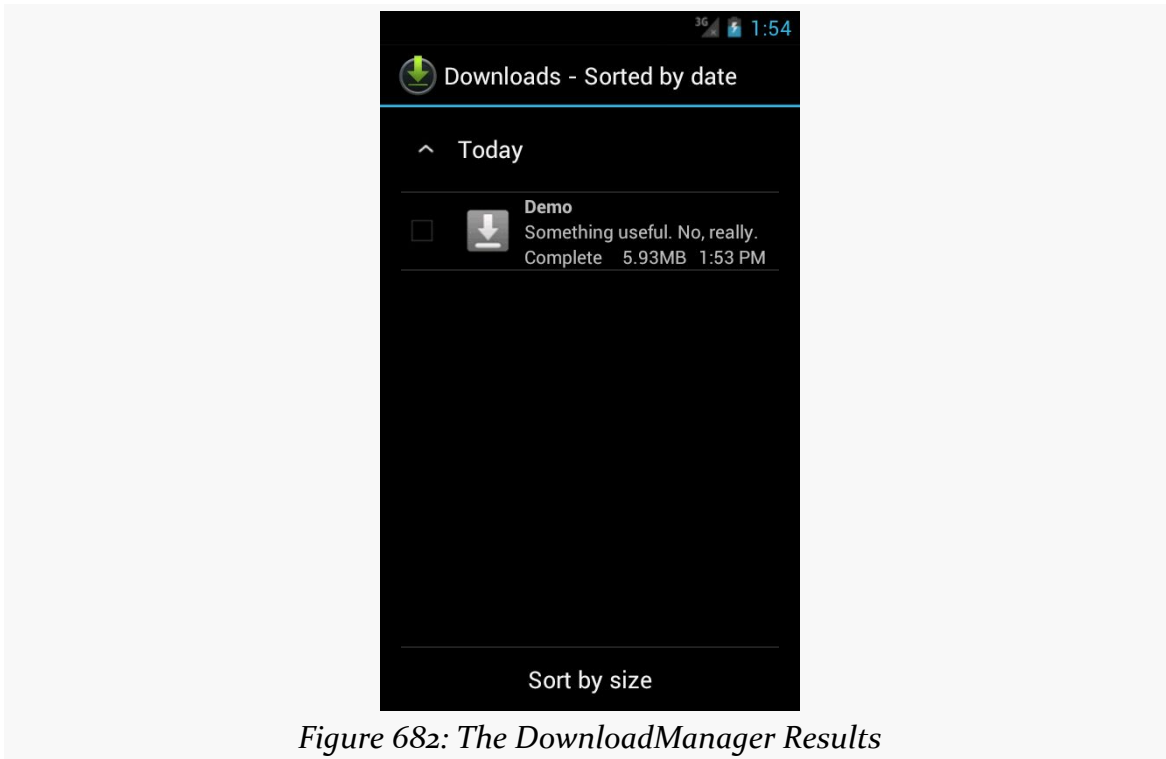 3G 1:54
Downloads - Sorted by date
Today
Demo
Something useful. No, really.
Complete 5.93MB 1:53 PM
Sort by size
Figure 682: The DownloadManager Results